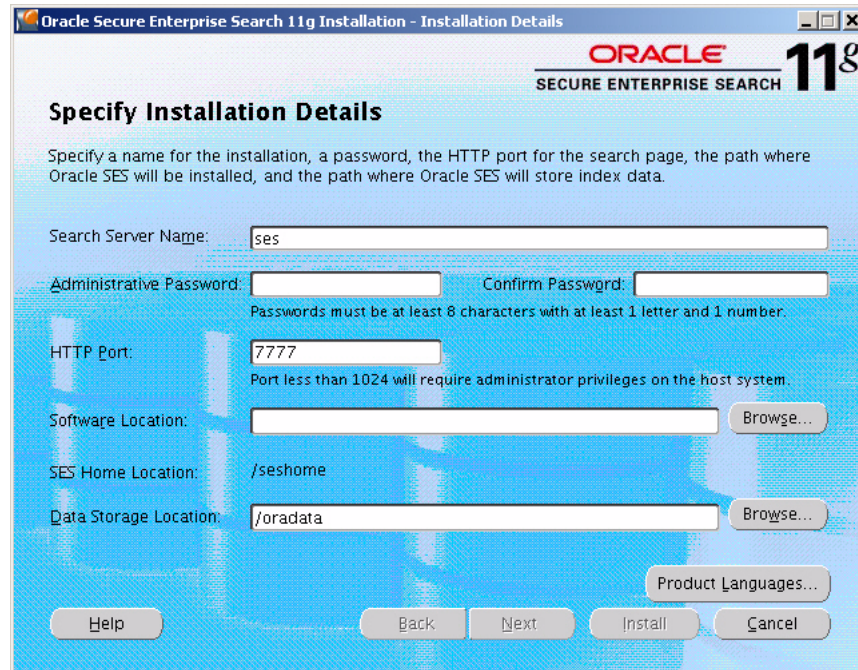 Oracle Secure Enterprise Search 11g Installation - Installation Details
ORACLE
SECURE ENTERPRISE SEARCH 11g
Specify Installation Details
Specify a name for the installation, a password, the HTTP port for the search page, the path where
Oracle SES will be installed, and the path where Oracle SES will store index data.
Search Server Name: ses
Administrative Password: Confirm Password:
Passwords must be at least 8 characters with at least 1 letter and 1 number.
HTTP Port: 7777
Port less than 1024 will require administrator privileges on the host system.
Software Location: Browse...
SES Home Location: /seshome
Data Storage Location: /oradata Browse...
Product Languages...
Help Back Next Install Cancel